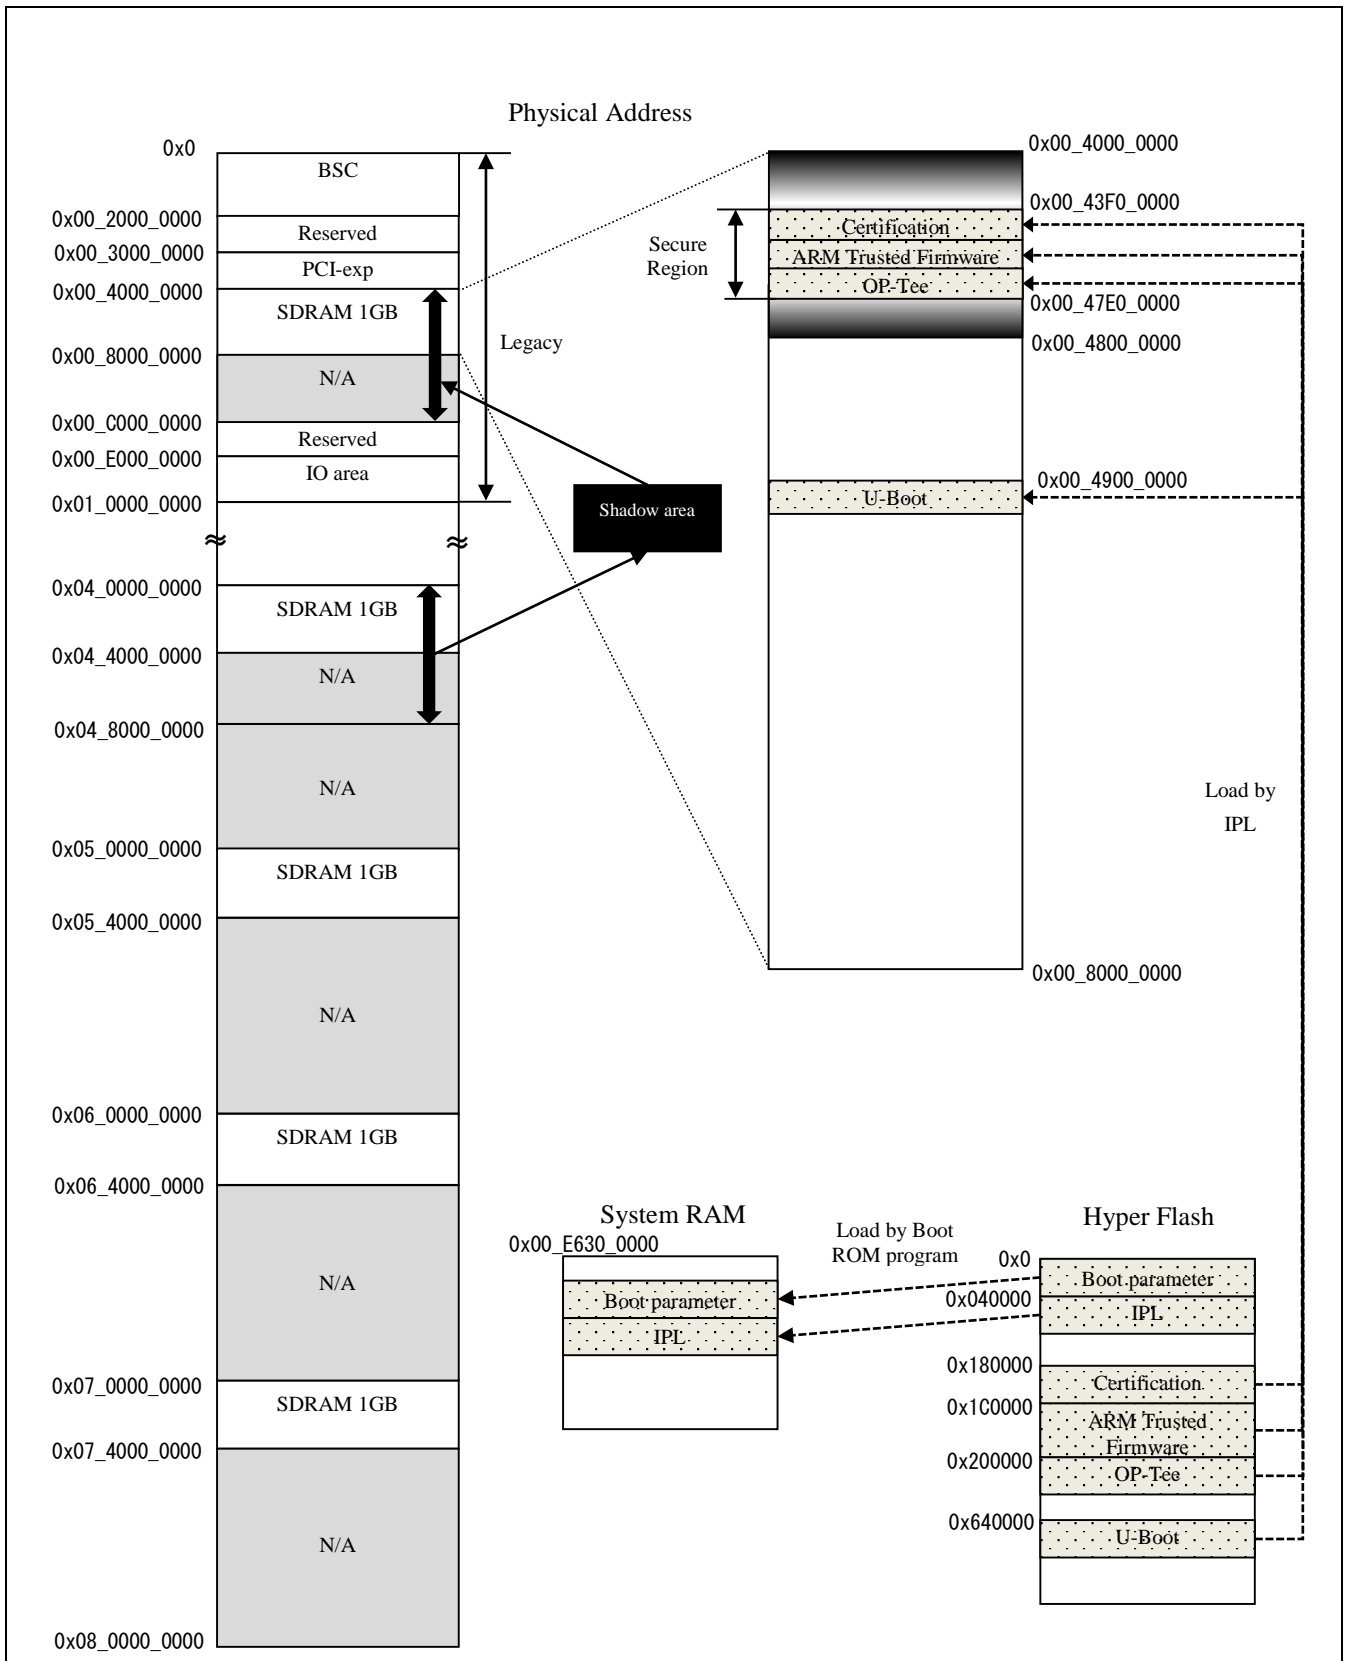 Physical Address
0x0
BSC
0x00_2000_0000
Reserved
0x00_3000_0000
PCI-exp
0x00_4000_0000
SDRAM 1GB
0x00_8000_0000
N/A
0x00_C000_0000
Reserved
0x00_E000_0000
IO area
0x01_0000_0000
Legacy
≈
≈
0x04_0000_0000
SDRAM 1GB
0x04_4000_0000
N/A
0x04_8000_0000
N/A
0x05_0000_0000
SDRAM 1GB
0x05_4000_0000
N/A
0x06_0000_0000
SDRAM 1GB
0x06_4000_0000
N/A
0x07_0000_0000
SDRAM 1GB
0x07_4000_0000
N/A
0x08_0000_0000
Shadow area
0x00_4000_0000
0x00_43F0_0000
Secure
Region
Certification
ARM Trusted Firmware
OP-Tee
0x00_47E0_0000
0x00_4800_0000
0x00_4900_0000
U-Boot
0x00_8000_0000
Load by
IPL
System RAM
0x00_E630_0000
Boot parameter
IPL
Load by Boot
ROM program
Hyper Flash
0x0
Boot parameter
0x040000
IPL
0x180000
Certification
0x1C0000
ARM Trusted
Firmware
0x200000
OP-Tee
0x640000
U-Boot